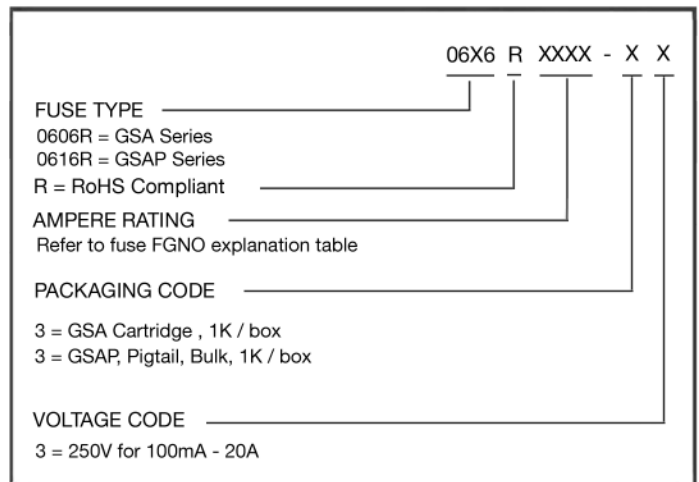 06X6 R XXXX - X X
FUSE TYPE
0606R = GSA Series
0616R = GSAP Series
R = RoHS Compliant
AMPERE RATING
Refer to fuse FGNO explanation table
PACKAGING CODE
3 = GSA Cartridge , 1K / box
3 = GSAP, Pigtail, Bulk, 1K / box
VOLTAGE CODE
3 = 250V for 100mA - 20A